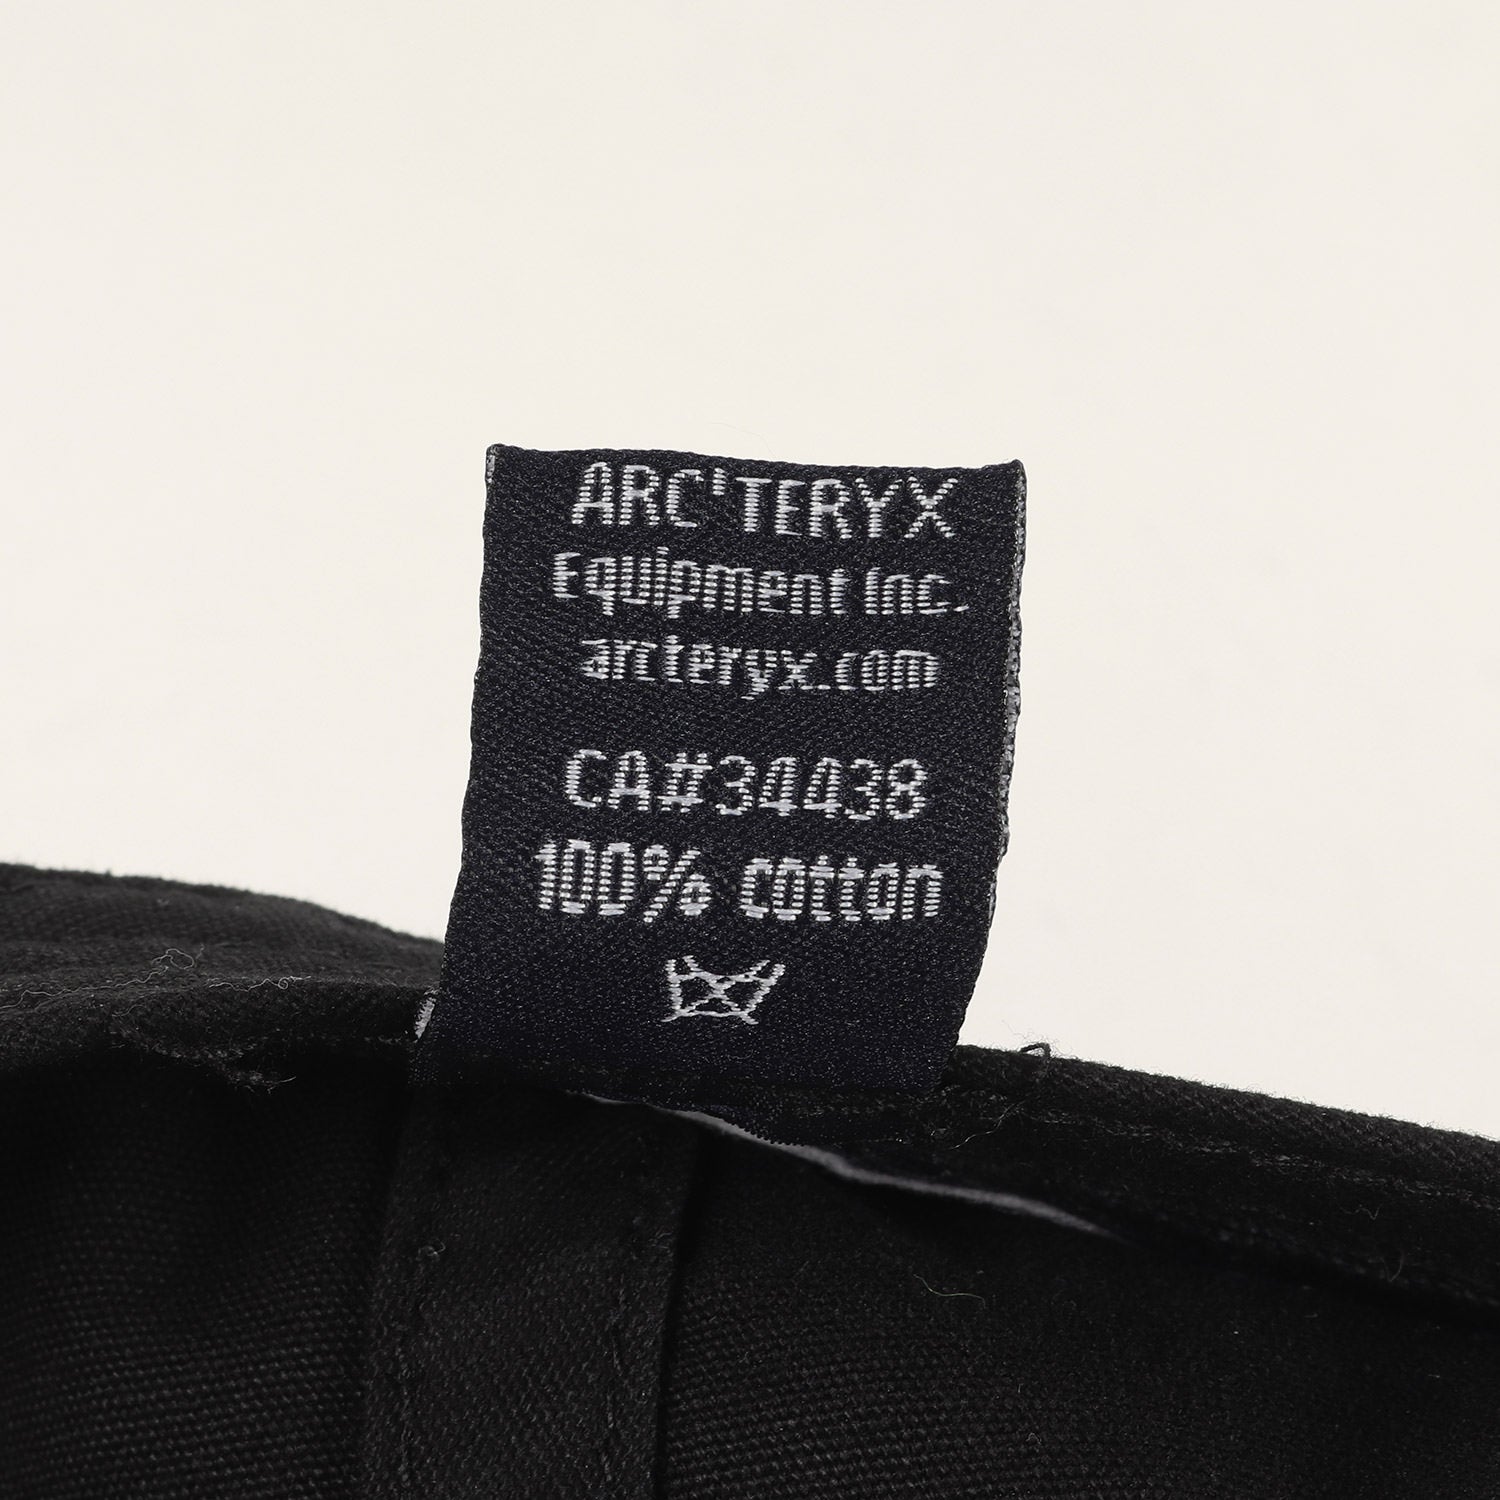 ARC'TERYX
Equipment Inc.
arcteryx.com
CA#34438
100% cotton